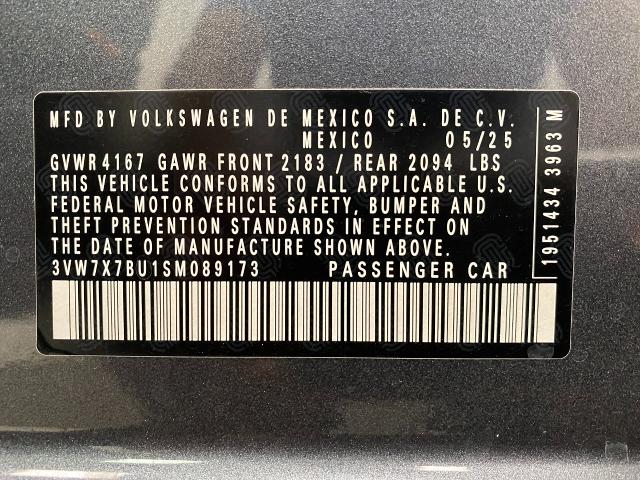 MFD BY VOLKSWAGEN DE MEXICO S.A. DE C.V.
MEXICO 05/25
GVWR 4167 GAWR FRONT 2183 / REAR 2094 LBS
THIS VEHICLE CONFORMS TO ALL APPLICABLE U.S.
FEDERAL MOTOR VEHICLE SAFETY, BUMPER AND
THEFT PREVENTION STANDARDS IN EFFECT ON
THE DATE OF MANUFACTURE SHOWN ABOVE.
3VW7X7BU1SM089173 PASSENGER CAR
1951434 3963 M